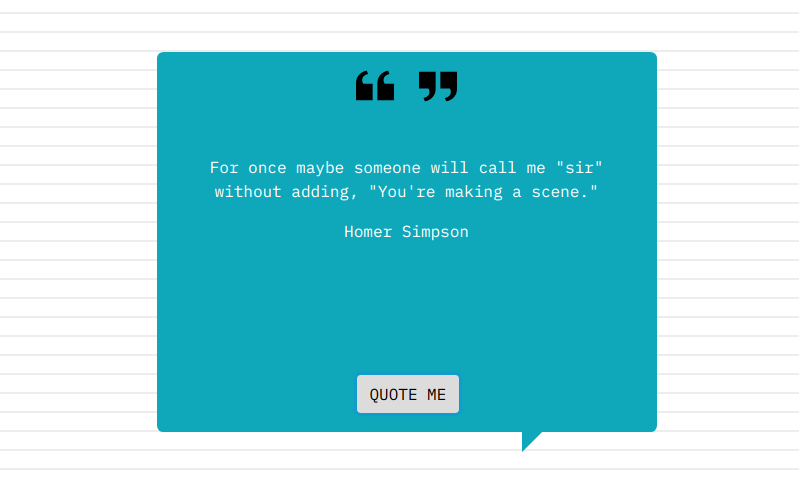 For once maybe someone will call me "sir"
without adding, "You're making a scene."
Homer Simpson
QUOTE ME